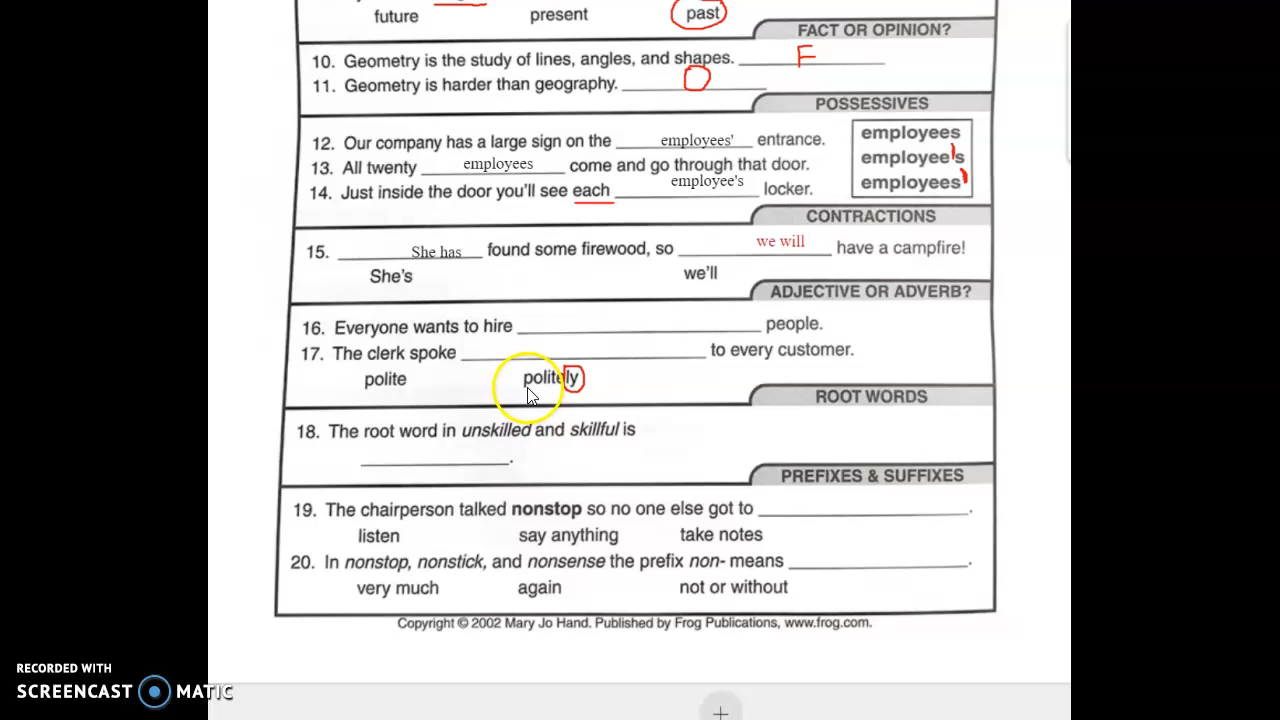 future present past
FACT OR OPINION?
10. Geometry is the study of lines, angles, and shapes. F
11. Geometry is harder than geography. O
POSSESSIVES
12. Our company has a large sign on the employees' entrance. employees
13. All twenty employees come and go through that door. employee's
14. Just inside the door you'll see each employee's locker. employees'
CONTRACTIONS
15. She has found some firewood, so we will have a campfire!
She's we'll
ADJECTIVE OR ADVERB?
16. Everyone wants to hire ______ people.
17. The clerk spoke ______ to every customer.
polite politely
ROOT WORDS
18. The root word in unskilled and skillful is
______.
PREFIXES & SUFFIXES
19. The chairperson talked nonstop so no one else got to ______.
listen say anything take notes
20. In nonstop, nonstick, and nonsense the prefix non- means ______.
very much again not or without
Copyright © 2002 Mary Jo Hand. Published by Frog Publications, www.frog.com.
RECORDED WITH
SCREENCAST MATIC